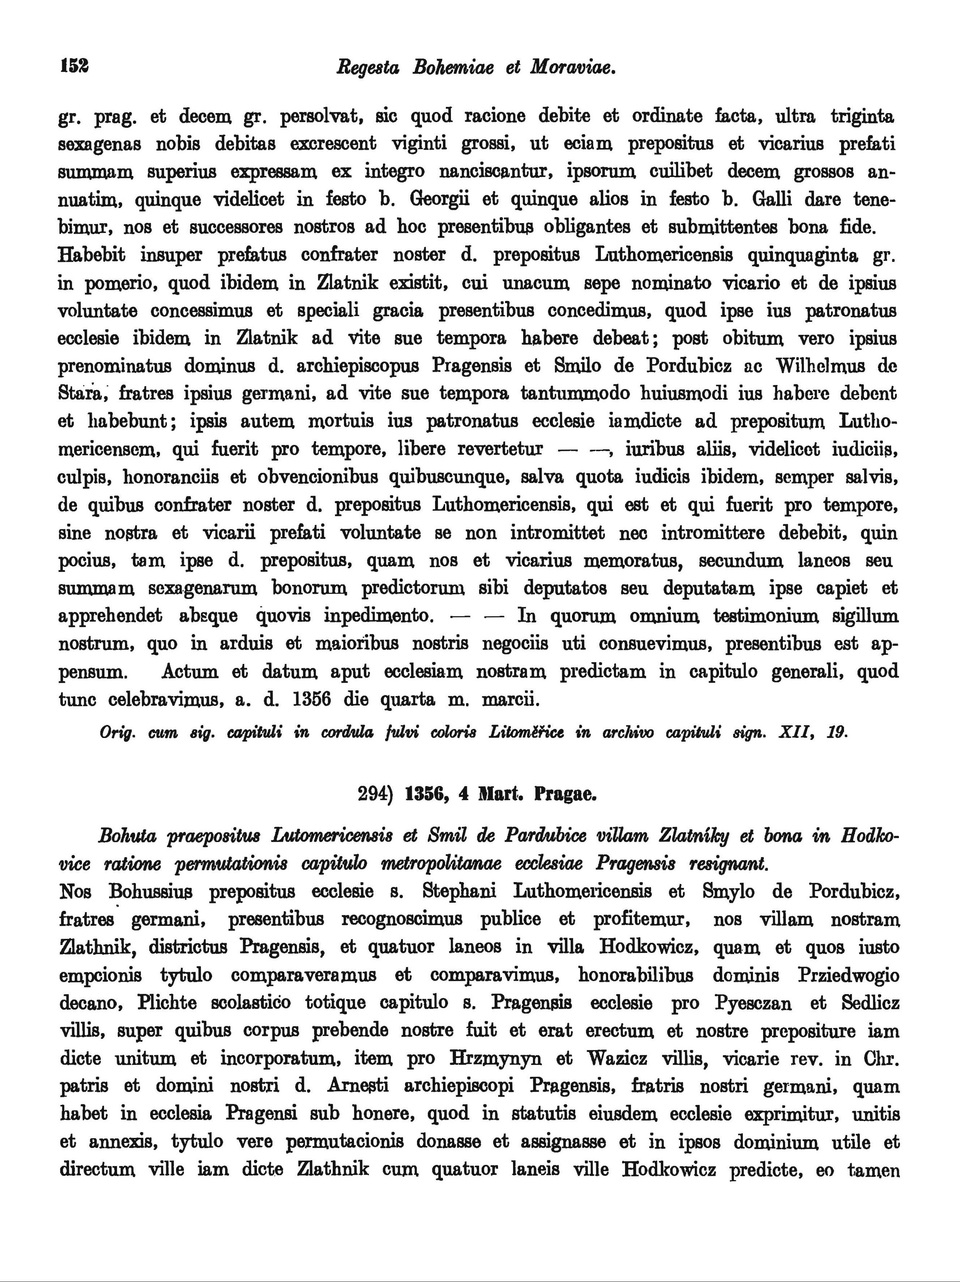 152 Regesta Bohemiae et Moraviae.
gr. prag. et decem gr. persolvat, sic quod racione debite et ordinate facta, ultra triginta
sexagenas nobis debitas excrescent viginti grossi, ut eciam prepositus et vicarius prefati
summam superius expressam ex integro nanciscantur, ipsorum cuilibet decem grossos an-
nuatim, quinque videlicet in festo b. Georgii et quinque alios in festo b. Galli dare tene-
bimur, nos et successores nostros ad hoc presentibus obligantes et submittentes bona fide.
Habebit insuper prefatus confrater noster d. prepositus Luthomericensis quinquaginta gr.
in pomerio, quod ibidem in Zlatnik existit, cui unacum sepe nominato vicario et de ipsius
voluntate concessimus et speciali gracia presentibus concedimus, quod ipse ius patronatus
ecclesie ibidem in Zlatnik ad vite sue tempora habere debeat; post obitum vero ipsius
prenominatus dominus d. archiepiscopus Pragensis et Smilo de Pordubicz ac Wilhelmus de
Stara, fratres ipsius germani, ad vite sue tempora tantummodo huiusmodi ius habere debent
et habebunt; ipsis autem mortuis ius patronatus ecclesie iamdicte ad prepositum Lutho-
mericensem, qui fuerit pro tempore, libere revertetur — —, iuribus aliis, videlicet iudiciis,
culpis, honoranciis et obvencionibus quibuscunque, salva quota iudicis ibidem, semper salvis,
de quibus confrater noster d. prepositus Luthomericensis, qui est et qui fuerit pro tempore,
sine nostra et vicarii prefati voluntate se non intromittet nec intromittere debebit, quin
pocius, tam ipse d. prepositus, quam nos et vicarius memoratus, secundum laneos seu
summam sexagenarum bonorum predictorum sibi deputatos seu deputatam ipse capiet et
apprehendet absque quovis inpedimento. — — In quorum omnium testimonium sigillum
nostrum, quo in arduis et maioribus nostris negociis uti consuevimus, presentibus est ap-
pensum. Actum et datum aput ecclesiam nostram predictam in capitulo generali, quod
tunc celebravimus, a. d. 1356 die quarta m. marcii.
Orig. cum sig. capituli in cordula fulvi coloris Litoměřice in archivo capituli sign. XII, 19.
294) 1356, 4 Mart. Pragae.
Bohuta praepositus Lutomericensis et Smil de Pardubice villam Zlatníky et bona in Hodko-
vice ratione permutationis capitulo metropolitanae ecclesiae Pragensis resignant.
Nos Bohussius prepositus ecclesie s. Stephani Luthomericensis et Smylo de Pordubicz,
fratres germani, presentibus recognoscimus publice et profitemur, nos villam nostram
Zlathnik, districtus Pragensis, et quatuor laneos in villa Hodkowicz, quam et quos iusto
empcionis tytulo comparaveramus et comparavimus, honorabilibus dominis Prziedwogio
decano, Plichte scolastico totique capitulo s. Pragensis ecclesie pro Pyesczan et Sedlicz
villis, super quibus corpus prebende nostre fuit et erat erectum et nostre prepositure iam
dicte unitum et incorporatum, item pro Hrzmynyn et Wazicz villis, vicarie rev. in Chr.
patris et domini nostri d. Arnesti archiepiscopi Pragensis, fratris nostri germani, quam
habet in ecclesia Pragensi sub honere, quod in statutis eiusdem ecclesie exprimitur, unitis
et annexis, tytulo vere permutacionis donasse et assignasse et in ipsos dominium utile et
directum ville iam dicte Zlathnik cum quatuor laneis ville Hodkowicz predicte, eo tamen